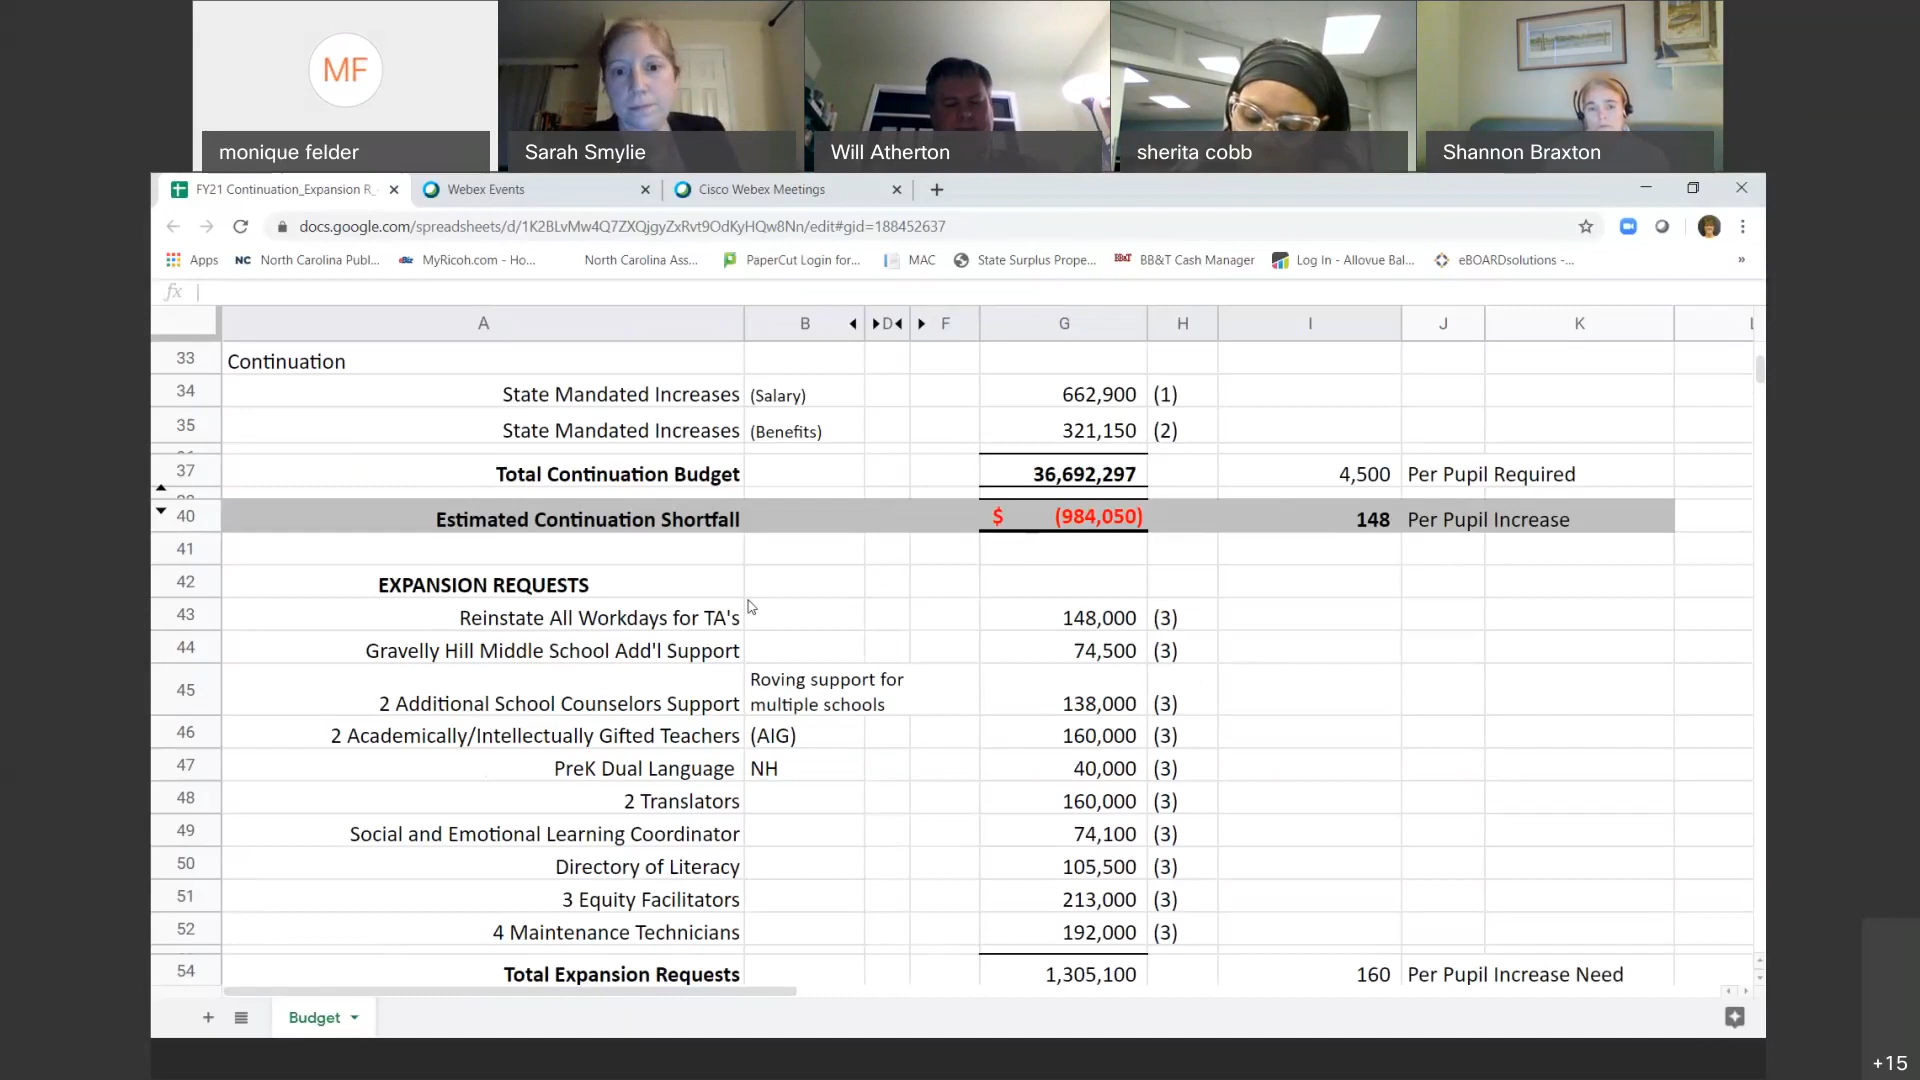 MF
monique felder
Sarah Smylie
Will Atherton
sherita cobb
Shannon Braxton
FY21 Continuation_Expansion R
Webex Events
Cisco Webex Meetings
docs.google.com/spreadsheets/d/1K2BLvMw4Q7ZXQjgyZxRvt9OdKyHQw8Nn/edit#gid=188452637
Apps NC North Carolina Publ... MyRicoh.com - Ho... North Carolina Ass... PaperCut Login for... MAC State Surplus Prope... BB&T BB&T Cash Manager Log In - Allovue Bal... eBOARDsolutions -... »
fx
A B D F G H I J K L
33 Continuation
34 State Mandated Increases (Salary) 662,900 (1)
35 State Mandated Increases (Benefits) 321,150 (2)
37 Total Continuation Budget 36,692,297 4,500 Per Pupil Required
40 Estimated Continuation Shortfall $ (984,050) 148 Per Pupil Increase
41
42 EXPANSION REQUESTS
43 Reinstate All Workdays for TA's 148,000 (3)
44 Gravelly Hill Middle School Add'l Support 74,500 (3)
Roving support for
45 2 Additional School Counselors Support multiple schools 138,000 (3)
46 2 Academically/Intellectually Gifted Teachers (AIG) 160,000 (3)
47 PreK Dual Language NH 40,000 (3)
48 2 Translators 160,000 (3)
49 Social and Emotional Learning Coordinator 74,100 (3)
50 Directory of Literacy 105,500 (3)
51 3 Equity Facilitators 213,000 (3)
52 4 Maintenance Technicians 192,000 (3)
54 Total Expansion Requests 1,305,100 160 Per Pupil Increase Need
+ Budget
+15